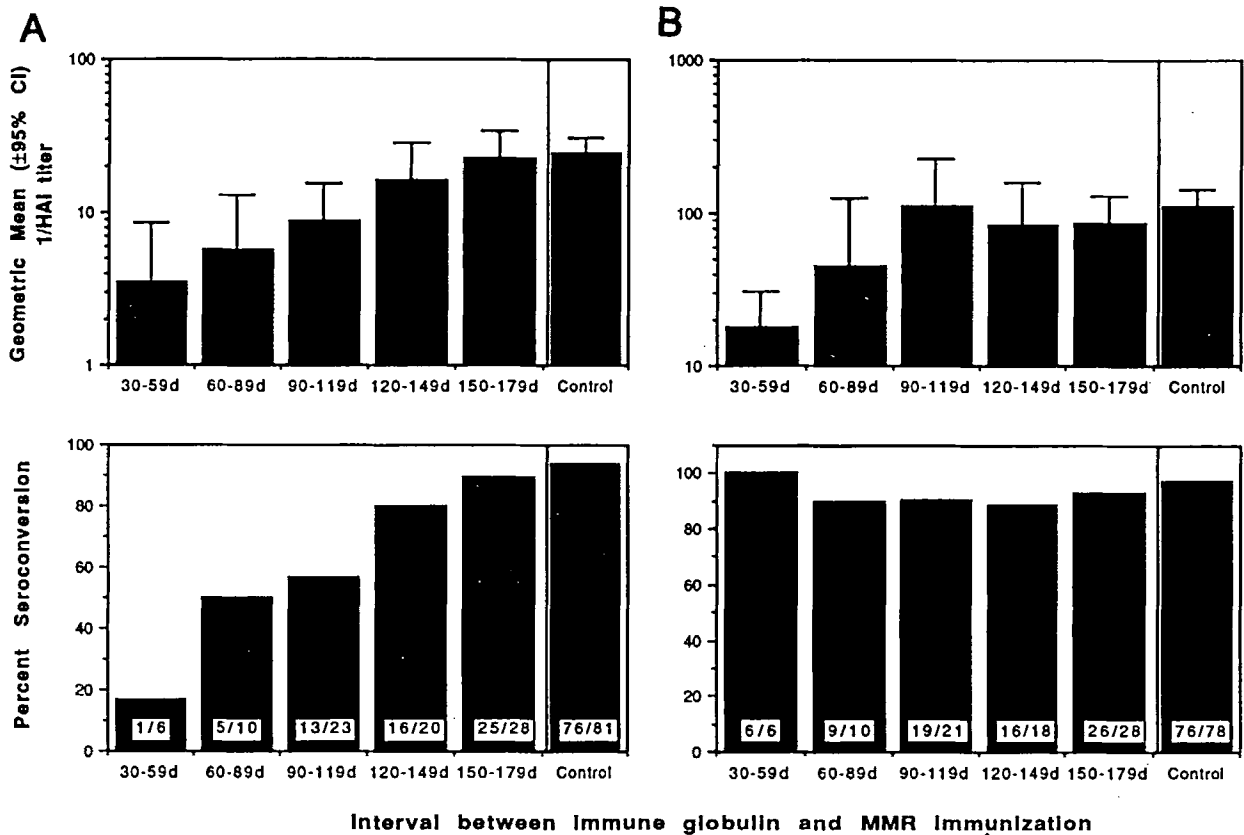 A
B
Geometric Mean (±95% CI)
1/HAI titer
100
10
1
30-59d 60-89d 90-119d 120-149d 150-179d Control
1000
100
10
30-59d 60-89d 90-119d 120-149d 150-179d Control
Percent Seroconversion
100
80
60
40
20
0
1/6 5/10 13/23 16/20 25/28 76/81
30-59d 60-89d 90-119d 120-149d 150-179d Control
100
80
60
40
20
0
6/6 9/10 19/21 16/18 26/28 76/78
30-59d 60-89d 90-119d 120-149d 150-179d Control
Interval between immune globulin and MMR immunization